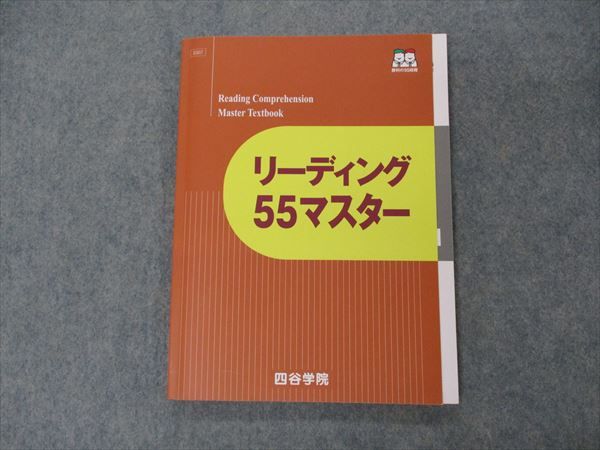 Reading Comprehension
Master Textbook
リーディング
55マスター
四谷学院